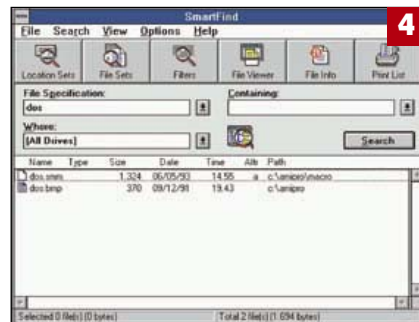 SmartFind
4
File Search View Options Help
Location Sets File Sets Filters File Viewer File Info Print List
File Specification: Containing:
dos
Where:
[All Drives] Search
Name Type Size Date Time Attr Path
dos.smm 1,324 06/05/93 14.55 a c:\amipro\macro
dos.bmp 370 09/12/91 19.43 c:\amipro
Selected 0 file(s) (0 bytes) Total 2 file(s) (1 694 bytes)